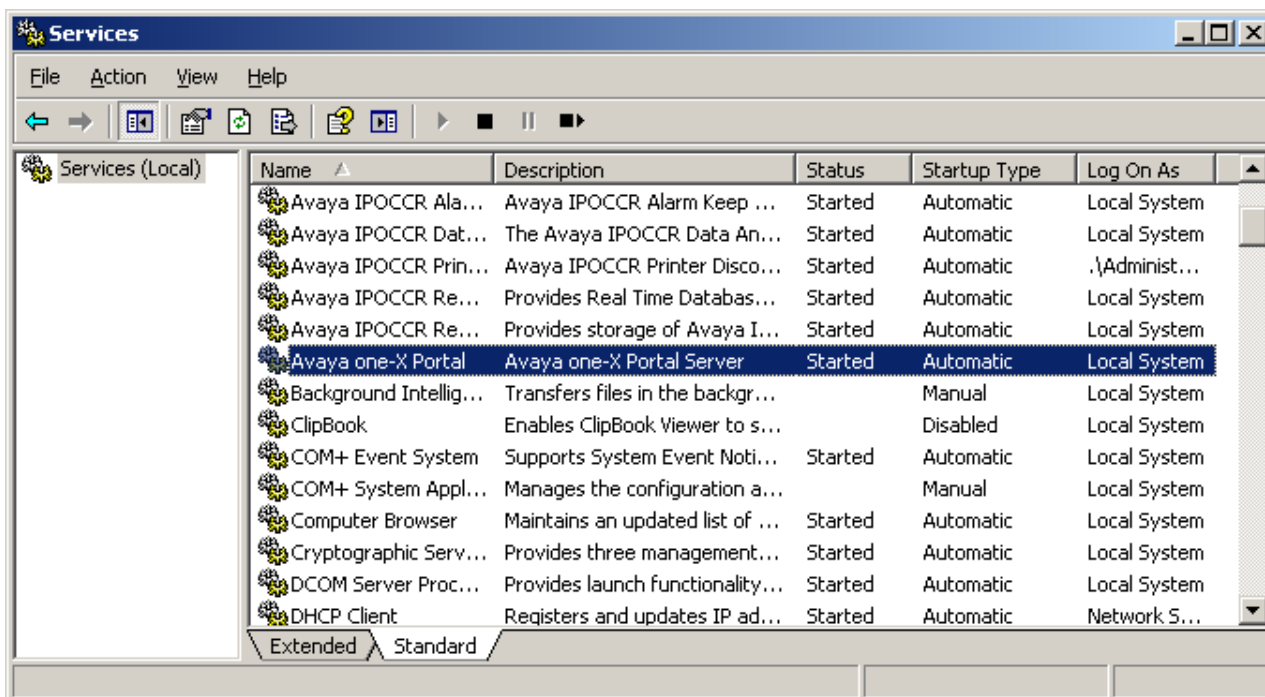 Services
File Action View Help
Services (Local)
Name Description Status Startup Type Log On As
Avaya IPOCCR Ala... Avaya IPOCCR Alarm Keep ... Started Automatic Local System
Avaya IPOCCR Dat... The Avaya IPOCCR Data An... Started Automatic Local System
Avaya IPOCCR Prin... Avaya IPOCCR Printer Disco... Started Automatic .\Administ...
Avaya IPOCCR Re... Provides Real Time Databas... Started Automatic Local System
Avaya IPOCCR Re... Provides storage of Avaya I... Started Automatic Local System
Avaya one-X Portal Avaya one-X Portal Server Started Automatic Local System
Background Intellig... Transfers files in the backgr... Manual Local System
ClipBook Enables ClipBook Viewer to s... Disabled Local System
COM+ Event System Supports System Event Noti... Started Automatic Local System
COM+ System Appl... Manages the configuration a... Manual Local System
Computer Browser Maintains an updated list of ... Started Automatic Local System
Cryptographic Serv... Provides three management... Started Automatic Local System
DCOM Server Proc... Provides launch functionality... Started Automatic Local System
DHCP Client Registers and updates IP ad... Started Automatic Network S...
Extended Standard